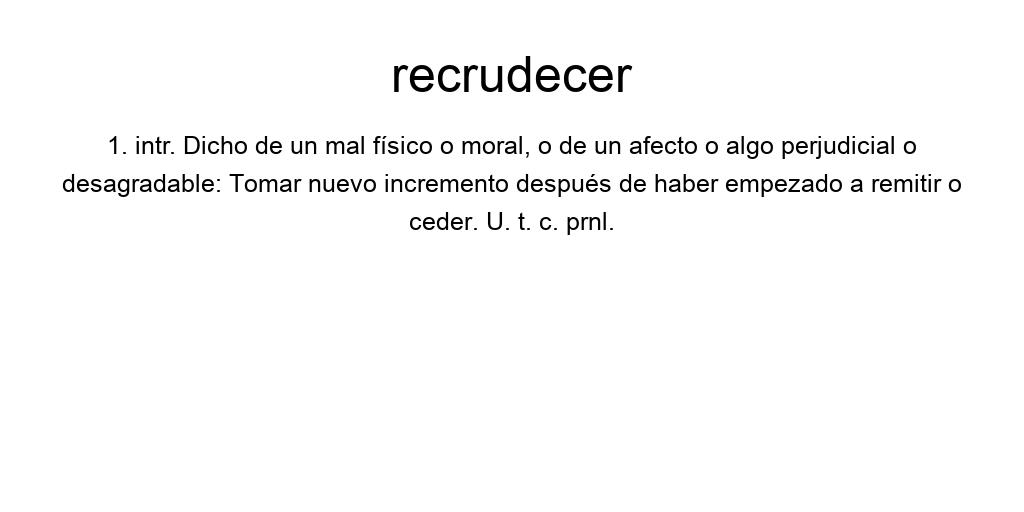 recrudecer
1. intr. Dicho de un mal físico o moral, o de un afecto o algo perjudicial o
desagradable: Tomar nuevo incremento después de haber empezado a remitir o
ceder. U. t. c. prnl.